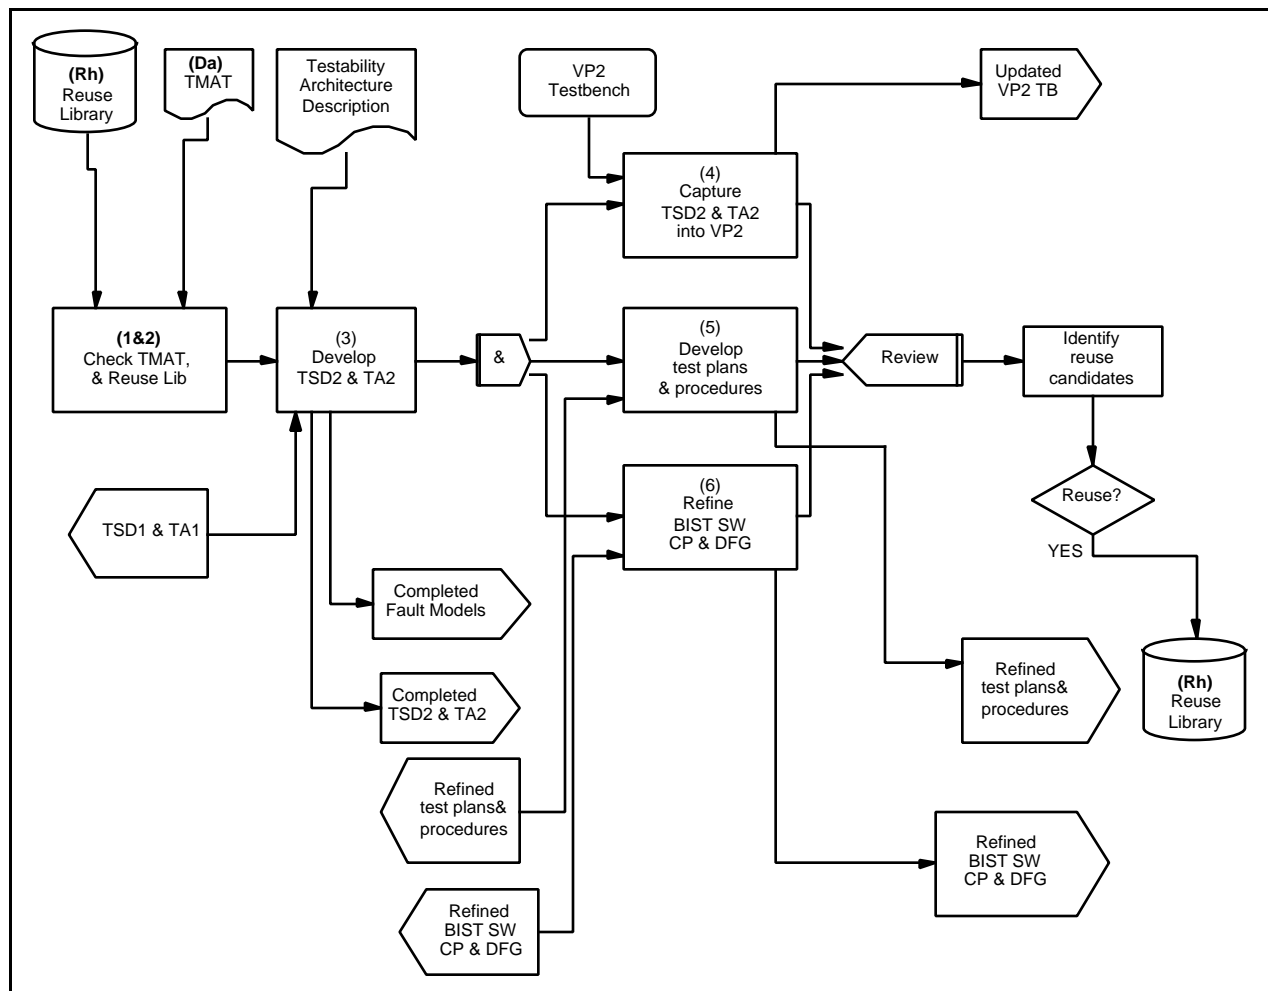 (Rh)
Reuse
Library
(Da)
TMAT
Testability
Architecture
Description
VP2
Testbench
Updated
VP2 TB
(4)
Capture
TSD2 & TA2
into VP2
(1&2)
Check TMAT,
& Reuse Lib
(3)
Develop
TSD2 & TA2
&
(5)
Develop
test plans
& procedures
Review
Identify
reuse
candidates
TSD1 & TA1
(6)
Refine
BIST SW
CP & DFG
Reuse?
YES
Completed
Fault Models
Completed
TSD2 & TA2
Refined
test plans&
procedures
(Rh)
Reuse
Library
Refined
test plans&
procedures
Refined
BIST SW
CP & DFG
Refined
BIST SW
CP & DFG